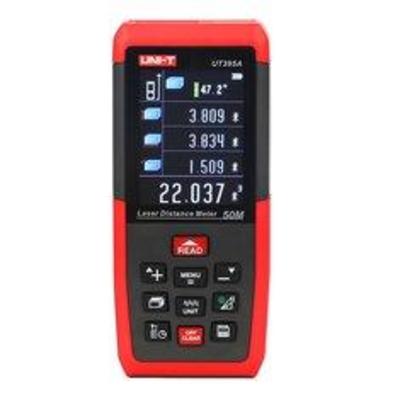 UNI-T UT395A
47.2°
3.809 m
3.834 m
1.509 m
22.037 m³
Laser Distance Meter 50M
READ
MENU
UNIT
OFF
CLEAR